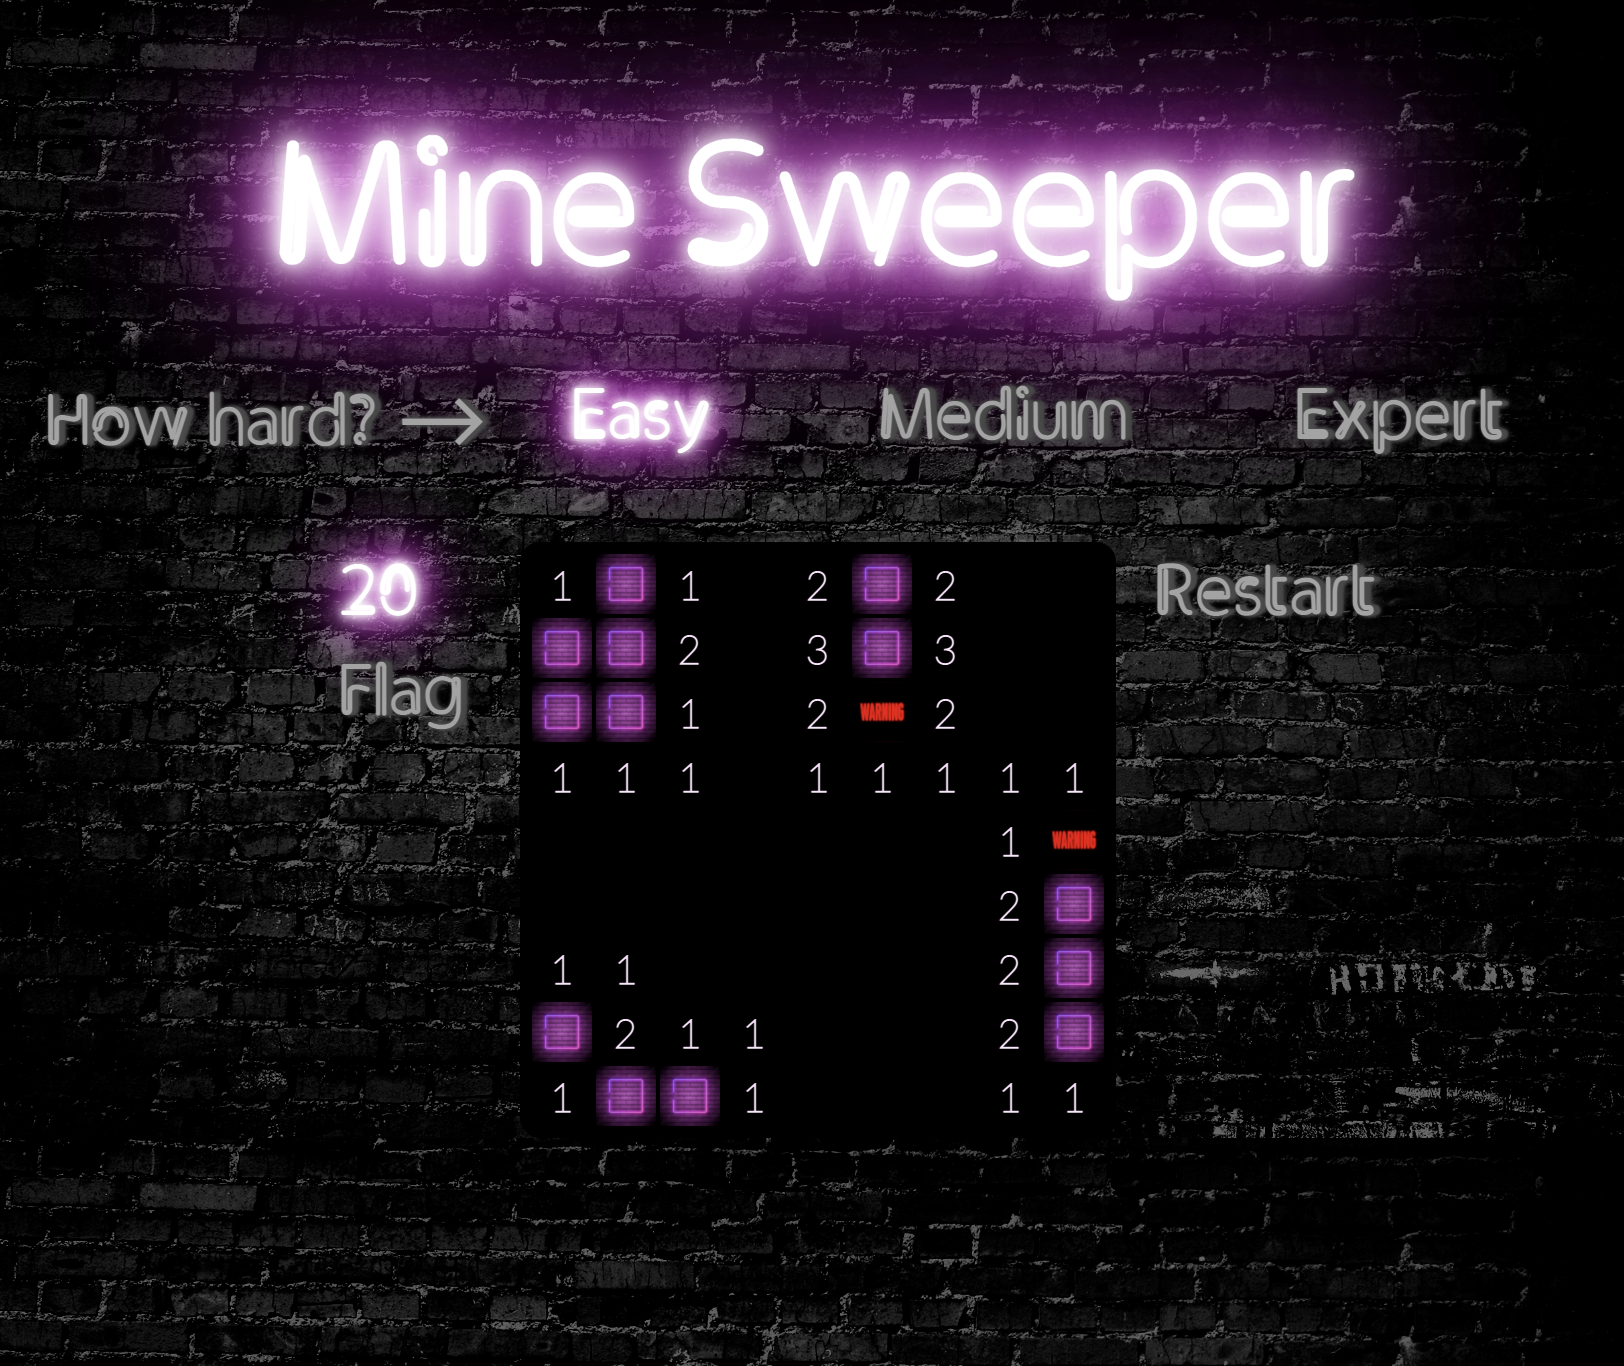 Mine Sweeper
How hard? → Easy Medium Expert
20
Flag
Restart
1 1 2 2
2 3 3
1 2 WARNING 2
1 1 1 1 1 1 1 1
1 WARNING
2
1 1 2
2 1 1 2
1 1 1 1